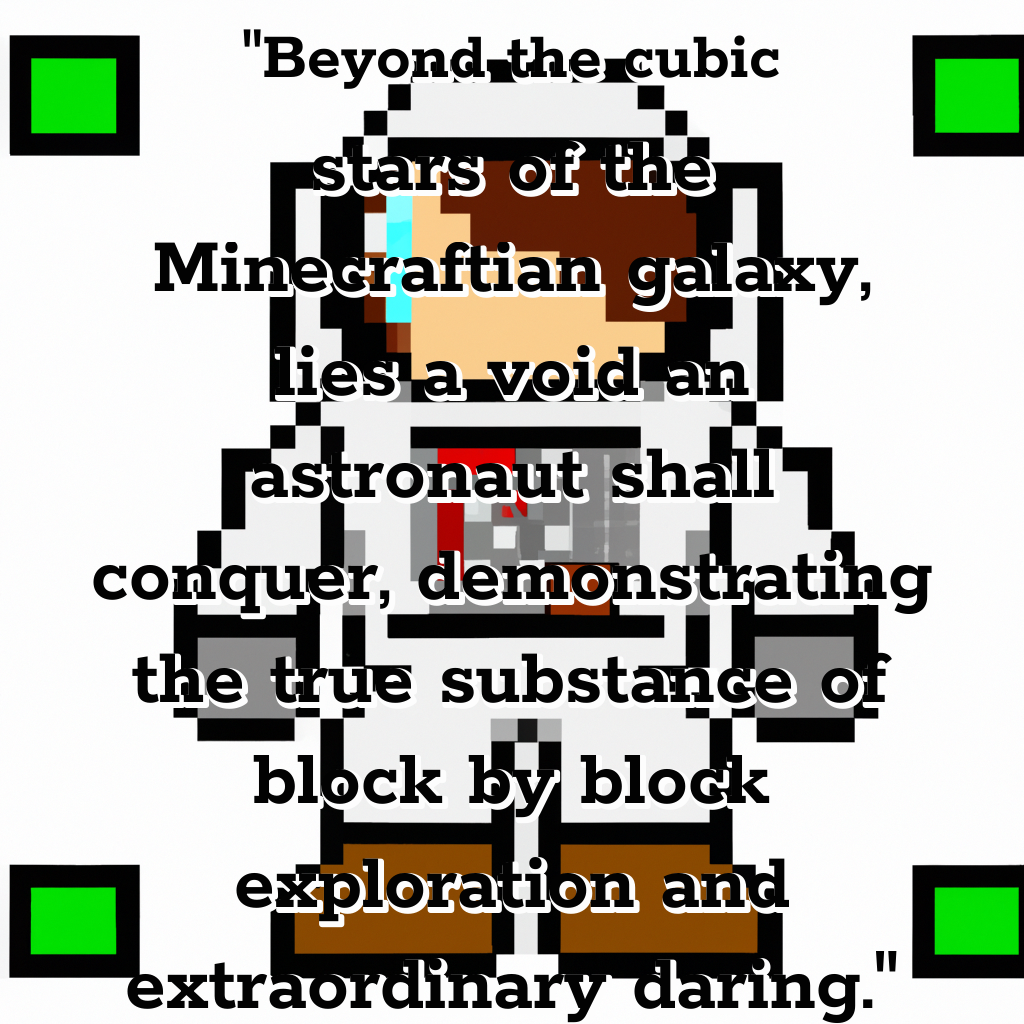 "Beyond the cubic
stars of the
Minecraftian galaxy,
lies a void an
astronaut shall
conquer, demonstrating
the true substance of
block by block
exploration and
extraordinary daring."